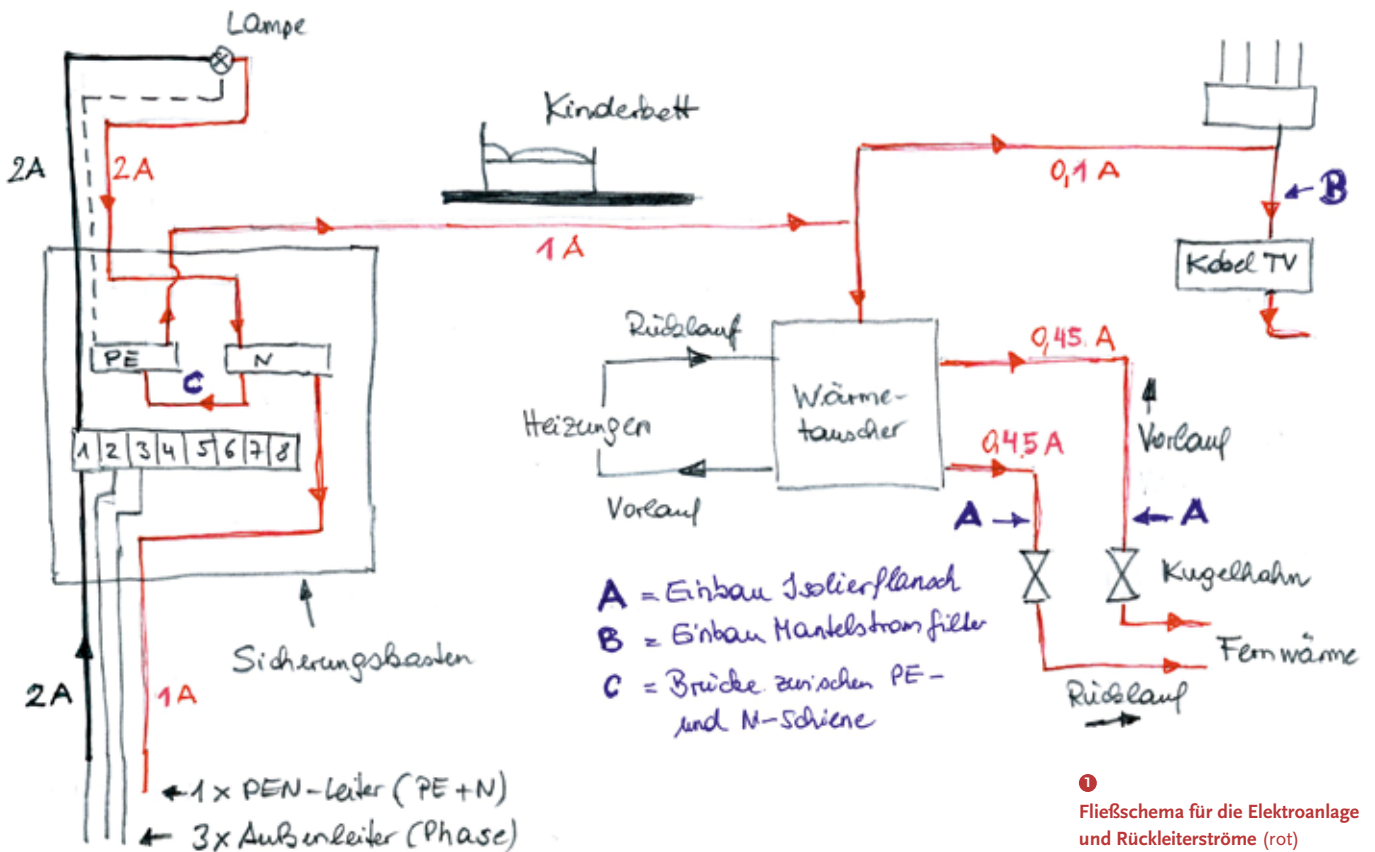 Lampe
2A
2A
Kinderbett
1A
0,1 A
B
Kabel TV
PE
N
C
1 2 3 4 5 6 7 8
Rücklauf
Heizungen
Vorlauf
Wärme-
tauscher
0,45 A
0,45 A
Vorlauf
A
A
Kugelhahn
Fernwärme
Rücklauf
A = Einbau Isolierflansch
B = Einbau Mantelstromfilter
C = Brücke zwischen PE-
und N-Schiene
Sicherungskasten
2A
1A
1 x PEN-Leiter (PE+N)
3 x Außenleiter (Phase)
1
Fließschema für die Elektroanlage
und Rückleiterströme (rot)